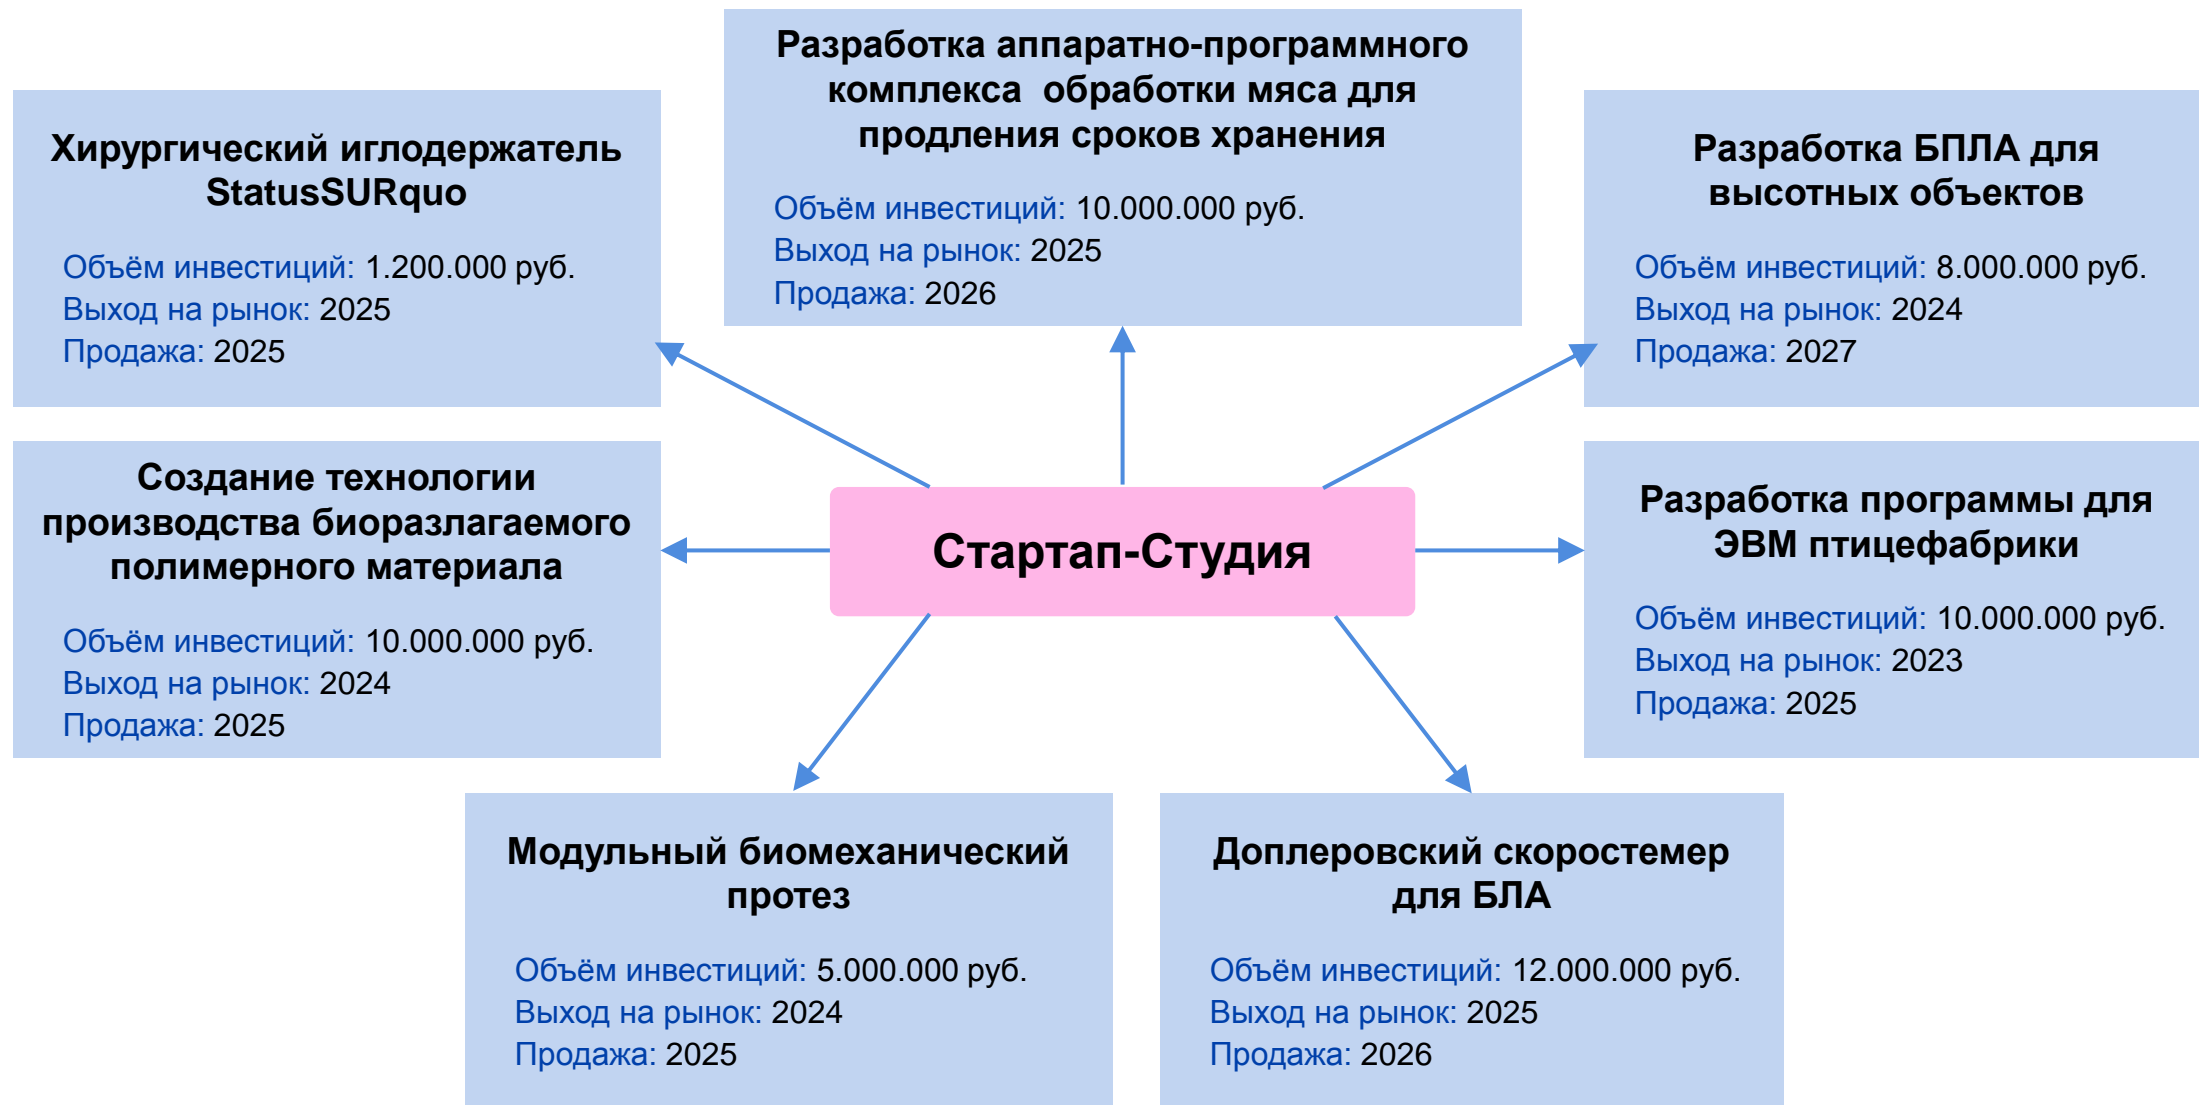 Разработка аппаратно-программного
комплекса  обработки мяса для
продления сроков хранения
Объём инвестиций: 10.000.000 руб.
Выход на рынок: 2025
Продажа: 2026
Хирургический иглодержатель
StatusSURquo
Объём инвестиций: 1.200.000 руб.
Выход на рынок: 2025
Продажа: 2025
Разработка БПЛА для
высотных объектов
Объём инвестиций: 8.000.000 руб.
Выход на рынок: 2024
Продажа: 2027
Создание технологии
производства биоразлагаемого
полимерного материала
Объём инвестиций: 10.000.000 руб.
Выход на рынок: 2024
Продажа: 2025
Стартап-Студия
Разработка программы для
ЭВМ птицефабрики
Объём инвестиций: 10.000.000 руб.
Выход на рынок: 2023
Продажа: 2025
Модульный биомеханический
протез
Объём инвестиций: 5.000.000 руб.
Выход на рынок: 2024
Продажа: 2025
Доплеровский скоростемер
для БЛА
Объём инвестиций: 12.000.000 руб.
Выход на рынок: 2025
Продажа: 2026